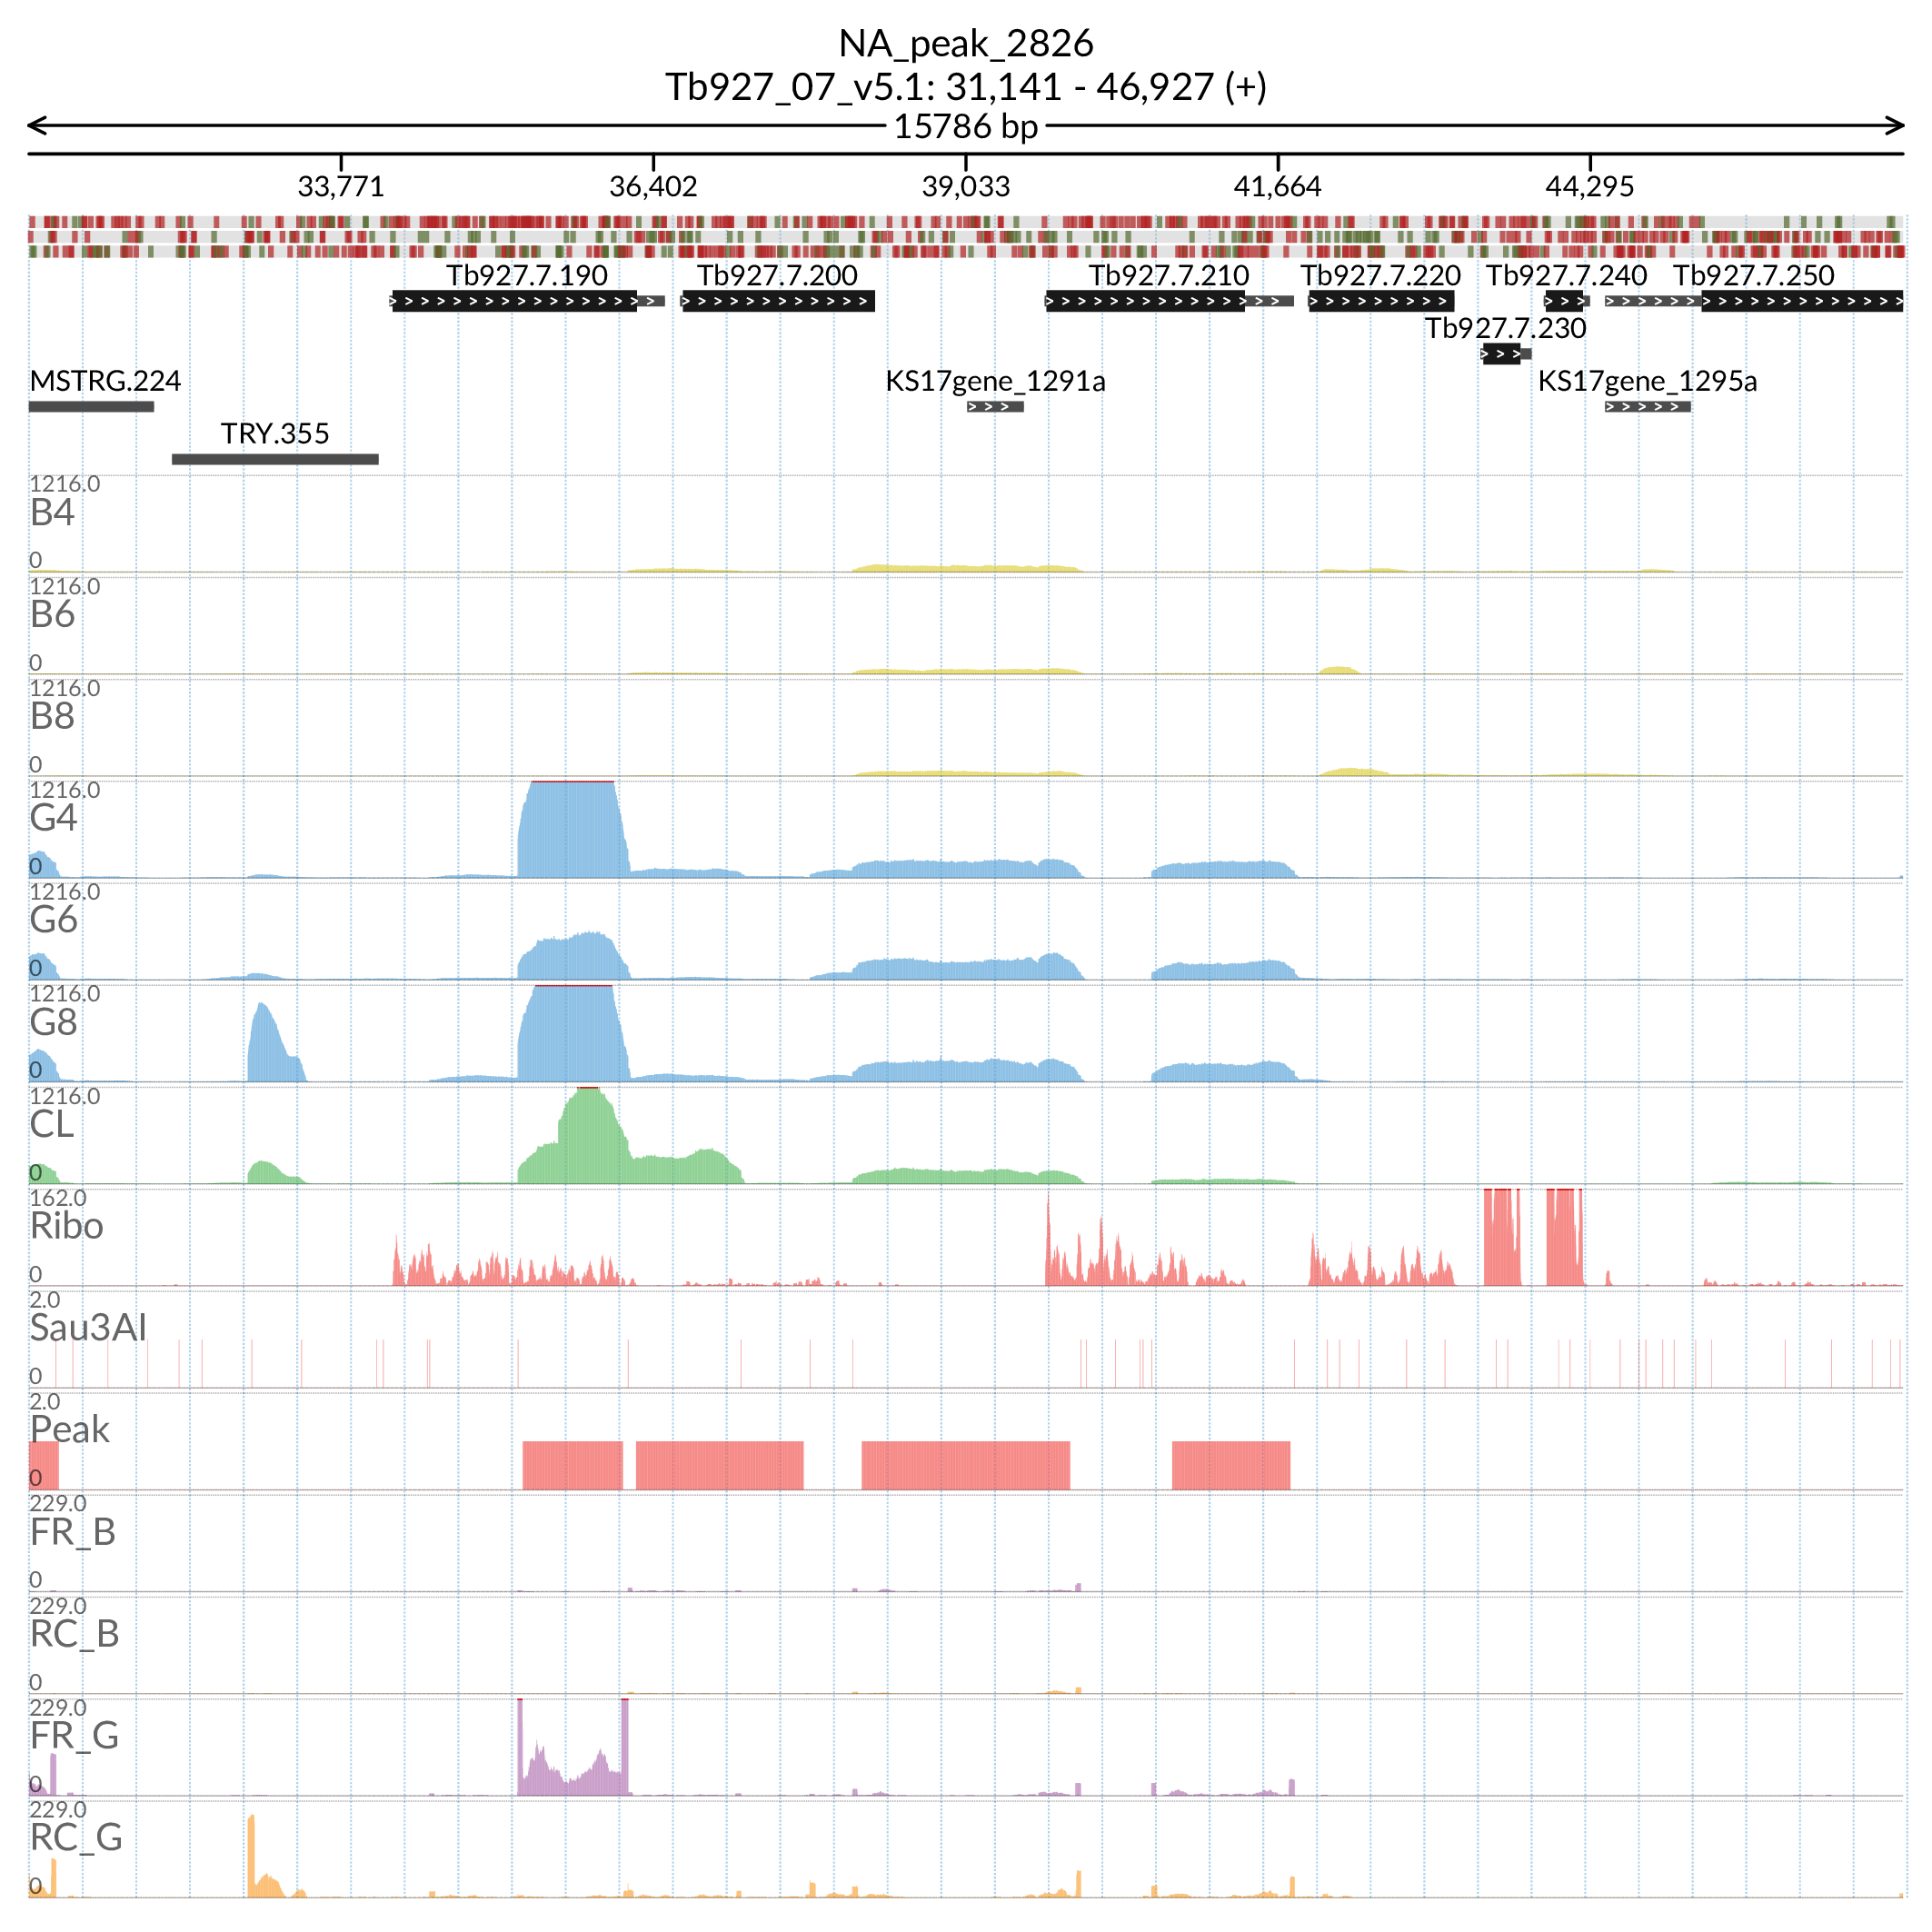 NA_peak_2826
Tb927_07_v5.1: 31,141 - 46,927 (+)
15786 bp
33,771 36,402 39,033 41,664 44,295
Tb927.7.190 Tb927.7.200 Tb927.7.210 Tb927.7.220 Tb927.7.240 Tb927.7.250
Tb927.7.230
MSTRG.224 KS17gene_1291a KS17gene_1295a
TRY.355
1216.0
B4
0
1216.0
B6
0
1216.0
B8
0
1216.0
G4
0
1216.0
G6
0
1216.0
G8
0
1216.0
CL
0
162.0
Ribo
0
2.0
Sau3AI
0
2.0
Peak
0
229.0
FR_B
0
229.0
RC_B
0
229.0
FR_G
0
229.0
RC_G
0